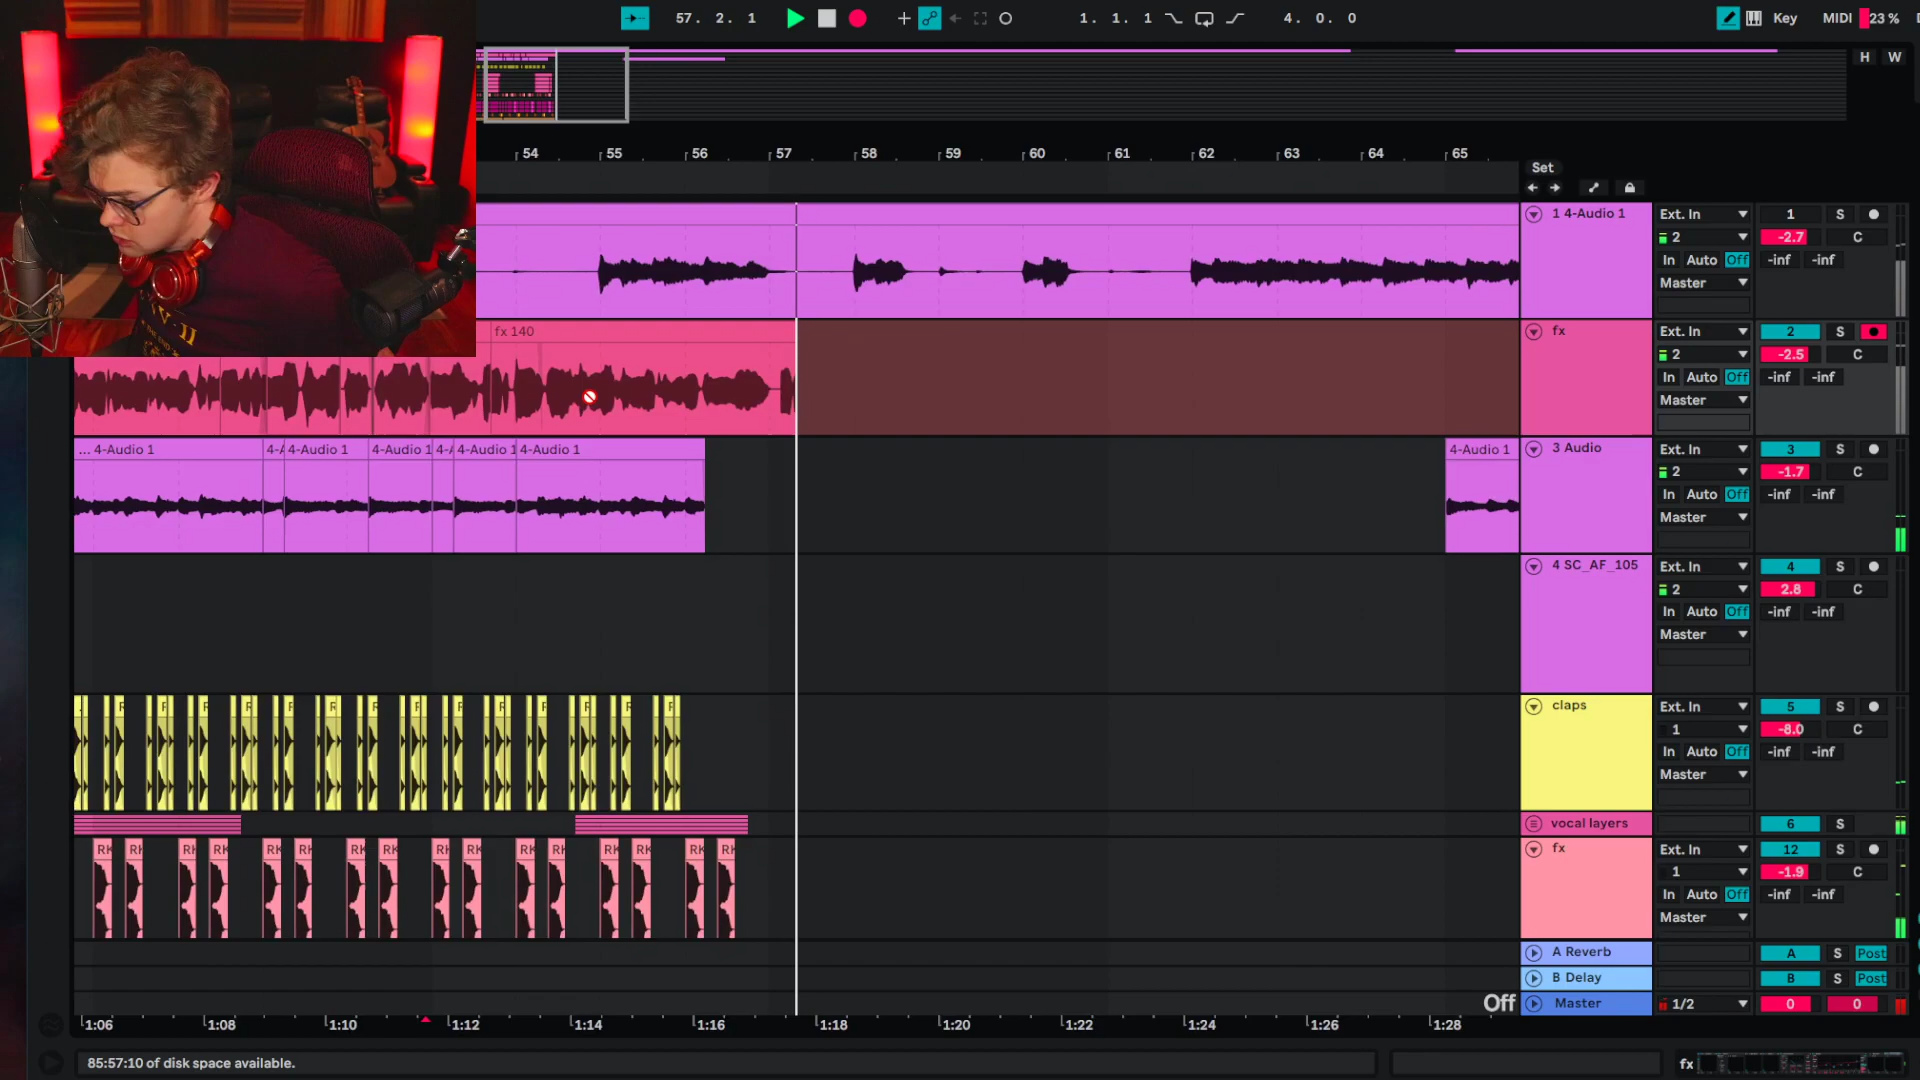 57. 2. 1
1. 1. 1
4. 0. 0
Key
MIDI
23 %
H
W
54
55
56
57
58
59
60
61
62
63
64
65
Set
1 4-Audio 1
Ext. In
1
S
2
-2.7
C
In
Auto
Off
-inf
-inf
Master
fx 140
fx
Ext. In
2
S
2
-2.5
C
In
Auto
Off
-inf
-inf
Master
... 4-Audio 1
4-Audio 1
4-Audio 1
4-Audio 1
4-Audio 1
4-Audio 1
3 Audio
Ext. In
3
S
2
-1.7
C
In
Auto
Off
-inf
-inf
Master
4 SC_AF_105
Ext. In
4
S
2
2.8
C
In
Auto
Off
-inf
-inf
Master
claps
Ext. In
5
S
1
-8.0
C
In
Auto
Off
-inf
-inf
Master
vocal layers
6
S
fx
Ext. In
12
S
1
-1.9
C
In
Auto
Off
-inf
-inf
Master
A Reverb
A
S
Post
B Delay
B
S
Post
Off
Master
1/2
0
0
1:06
1:08
1:10
1:12
1:14
1:16
1:18
1:20
1:22
1:24
1:26
1:28
85:57:10 of disk space available.
fx